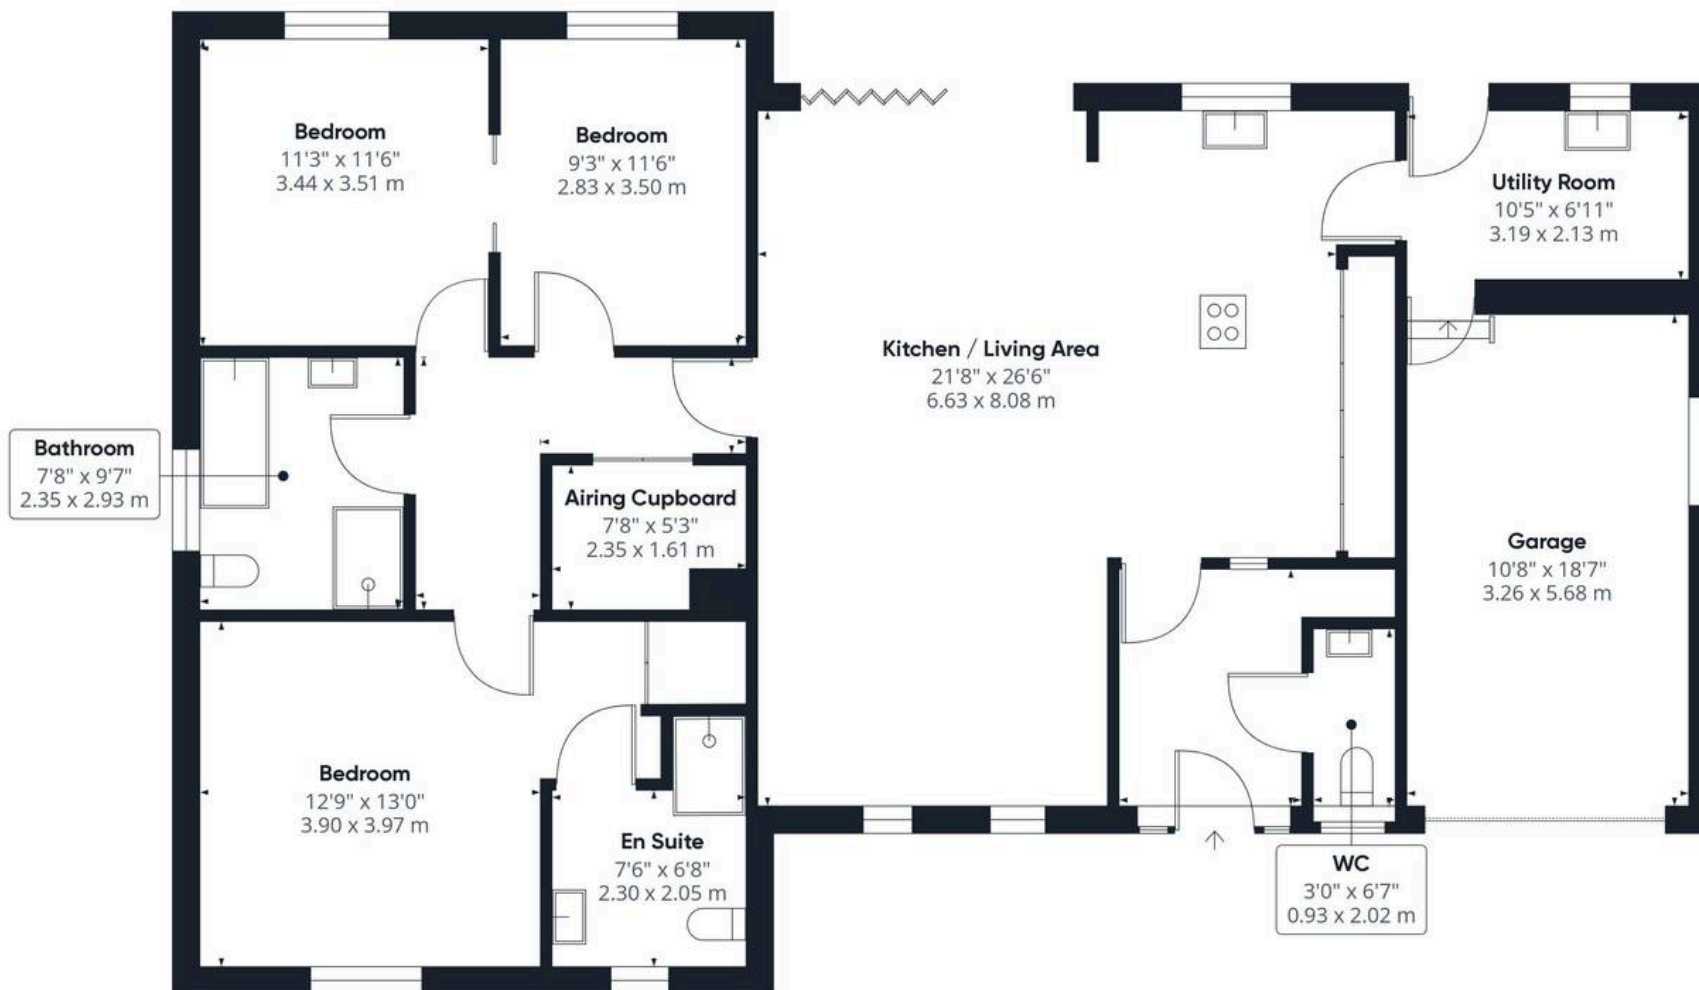 Bedroom
11'3" x 11'6"
3.44 x 3.51 m
Bedroom
9'3" x 11'6"
2.83 x 3.50 m
Utility Room
10'5" x 6'11"
3.19 x 2.13 m
Kitchen / Living Area
21'8" x 26'6"
6.63 x 8.08 m
Bathroom
7'8" x 9'7"
2.35 x 2.93 m
Airing Cupboard
7'8" x 5'3"
2.35 x 1.61 m
Garage
10'8" x 18'7"
3.26 x 5.68 m
Bedroom
12'9" x 13'0"
3.90 x 3.97 m
En Suite
7'6" x 6'8"
2.30 x 2.05 m
WC
3'0" x 6'7"
0.93 x 2.02 m